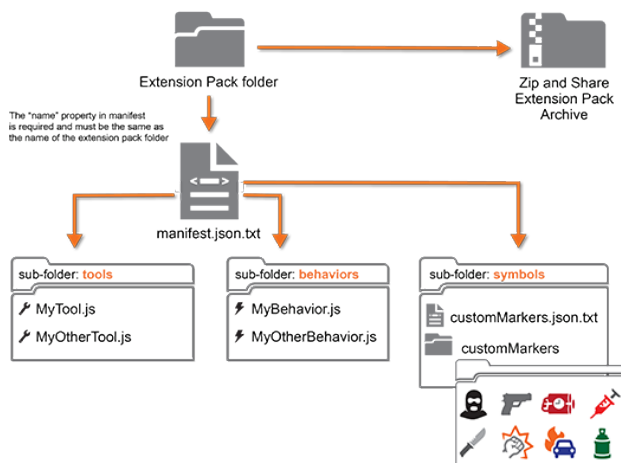 Extension Pack folder
Zip and Share
Extension Pack
Archive
The "name" property in manifest
is required and must be the same as
the name of the extension pack folder
manifest.json.txt
sub-folder: tools
MyTool.js
MyOtherTool.js
sub-folder: behaviors
MyBehavior.js
MyOtherBehavior.js
sub-folder: symbols
customMarkers.json.txt
customMarkers